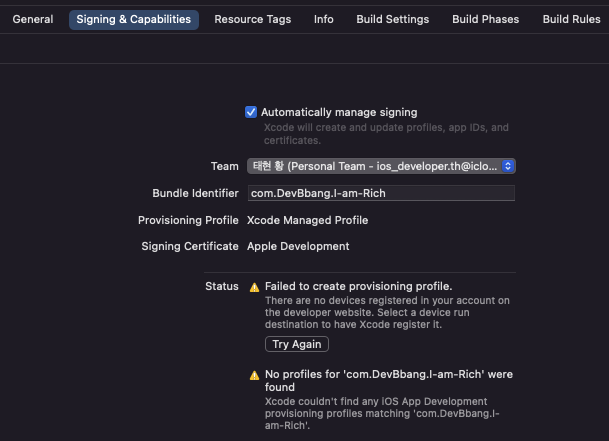 General Signing & Capabilities Resource Tags Info Build Settings Build Phases Build Rules
Automatically manage signing
Xcode will create and update profiles, app IDs, and
certificates.
Team 태현 황 (Personal Team - ios_developer.th@iclo...
Bundle Identifier com.DevBbang.I-am-Rich
Provisioning Profile Xcode Managed Profile
Signing Certificate Apple Development
Status Failed to create provisioning profile.
There are no devices registered in your account on
the developer website. Select a device run
destination to have Xcode register it.
Try Again
No profiles for 'com.DevBbang.I-am-Rich' were
found
Xcode couldn't find any iOS App Development
provisioning profiles matching 'com.DevBbang.I-
am-Rich'.